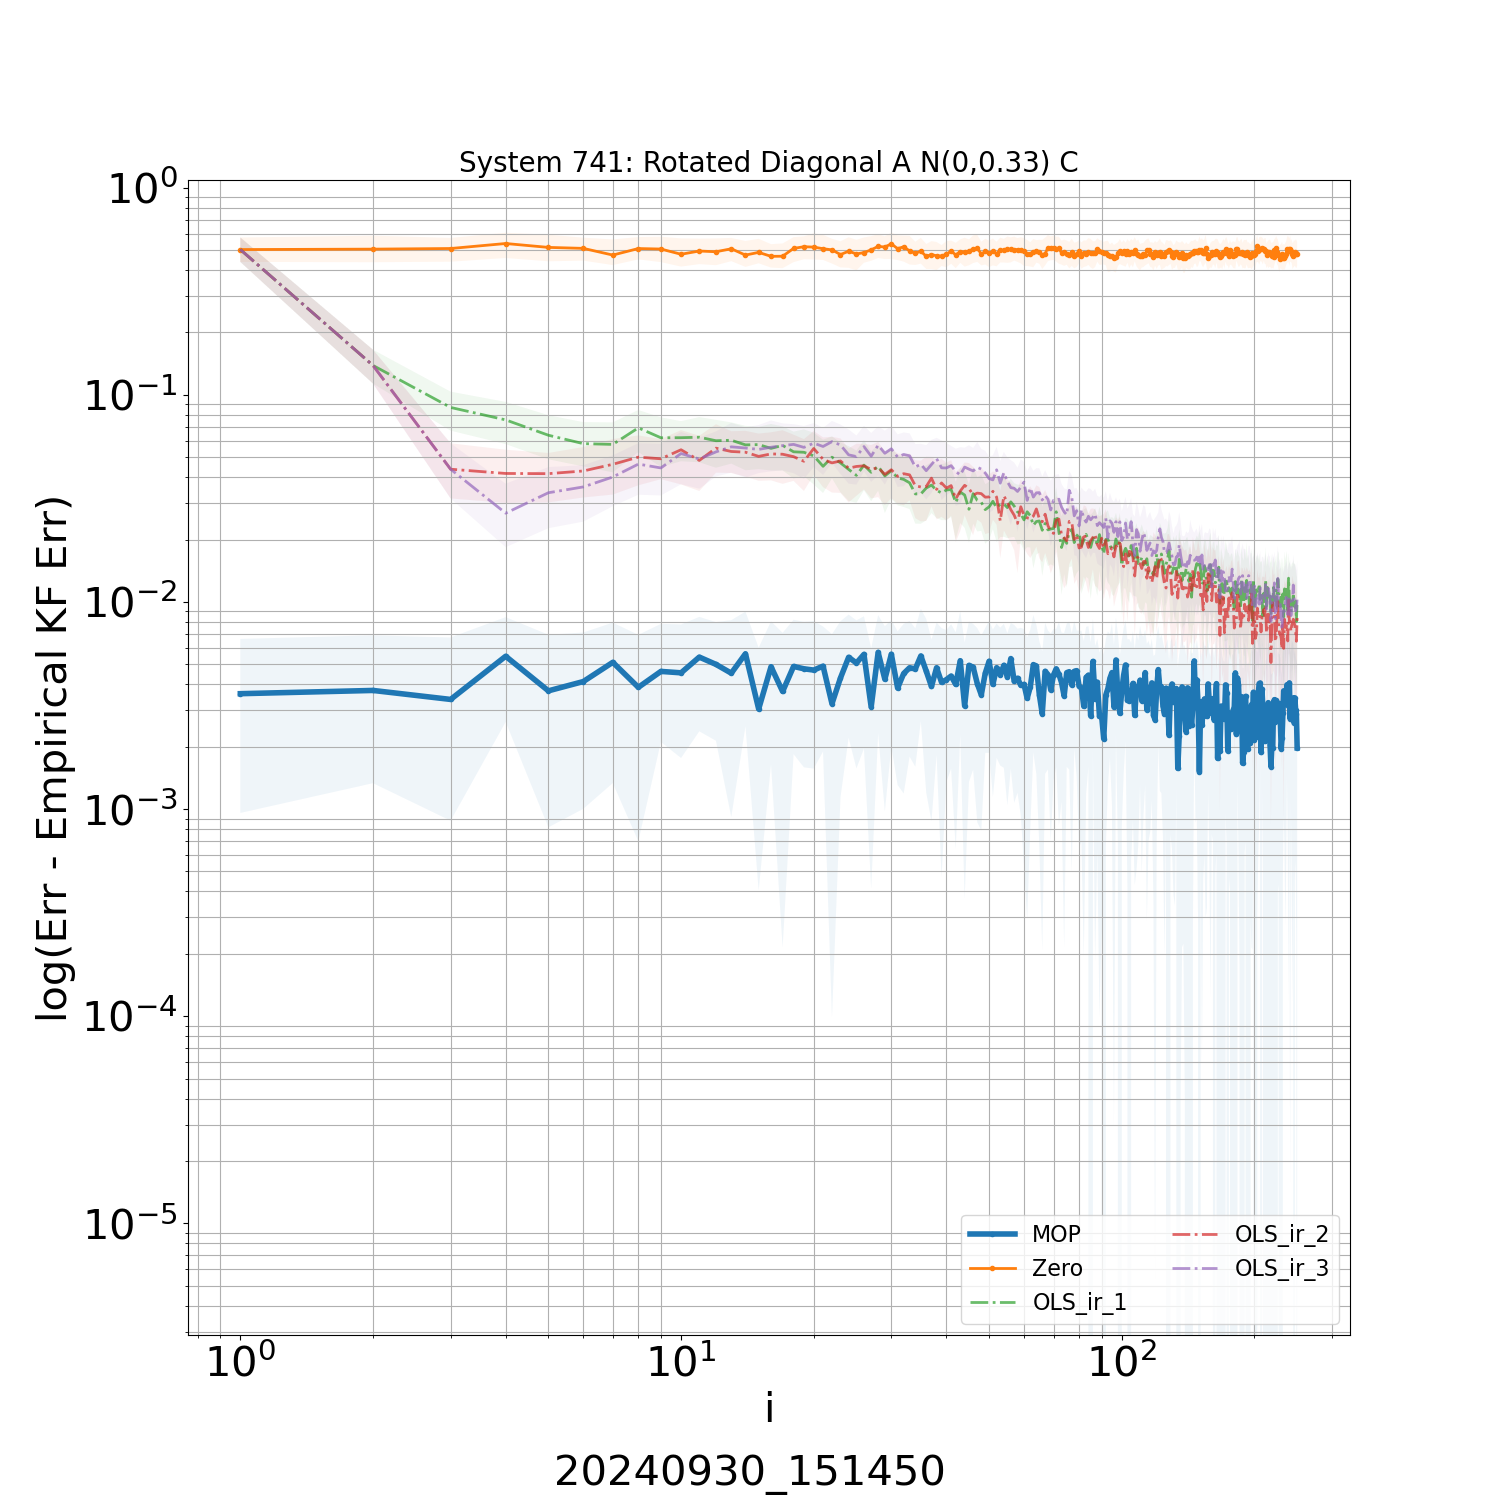 System 741: Rotated Diagonal A N(0,0.33) C
log(Err - Empirical KF Err)
10^0
10^-1
10^-2
10^-3
10^-4
10^-5
MOP
Zero
OLS_ir_1
OLS_ir_2
OLS_ir_3
10^0 10^1 10^2
i
20240930_151450